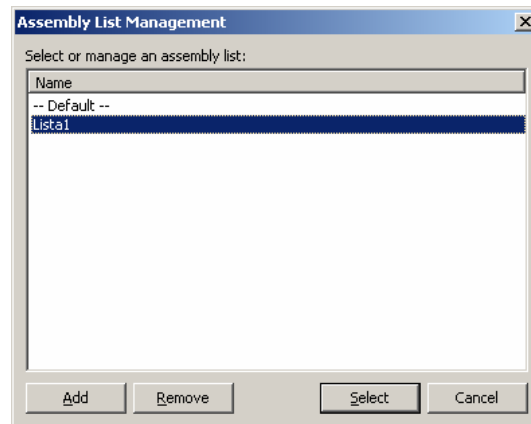 Assembly List Management
Select or manage an assembly list:
Name
-- Default --
Lista1
Add Remove Select Cancel